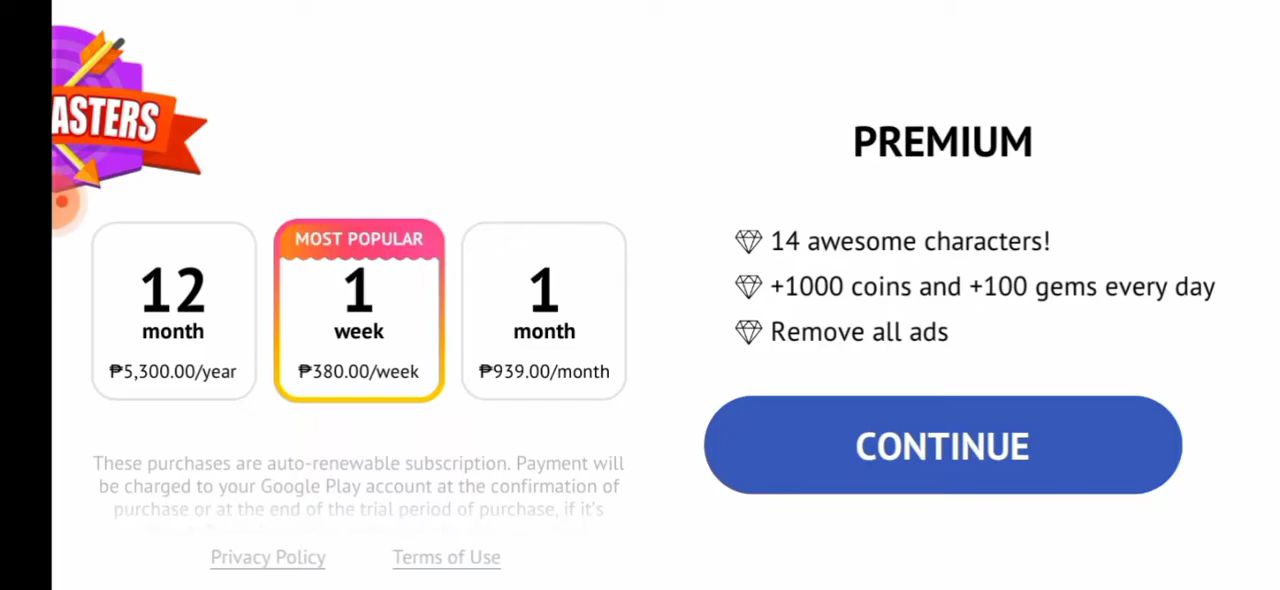 ASTERS
PREMIUM
MOST POPULAR
12
month
₱5,300.00/year
1
week
₱380.00/week
1
month
₱939.00/month
14 awesome characters!
+1000 coins and +100 gems every day
Remove all ads
CONTINUE
These purchases are auto-renewable subscription. Payment will
be charged to your Google Play account at the confirmation of
purchase or at the end of the trial period of purchase, if it's
Privacy Policy
Terms of Use